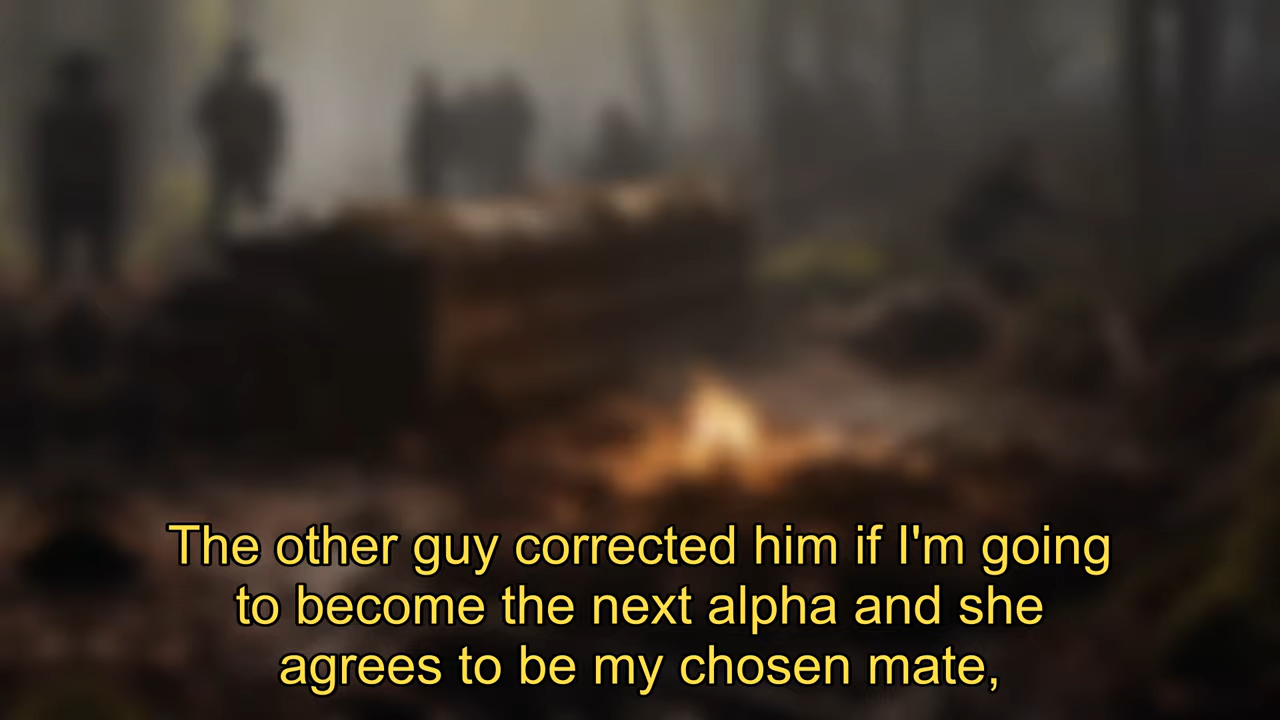 The other guy corrected him if I'm going
to become the next alpha and she
agrees to be my chosen mate,